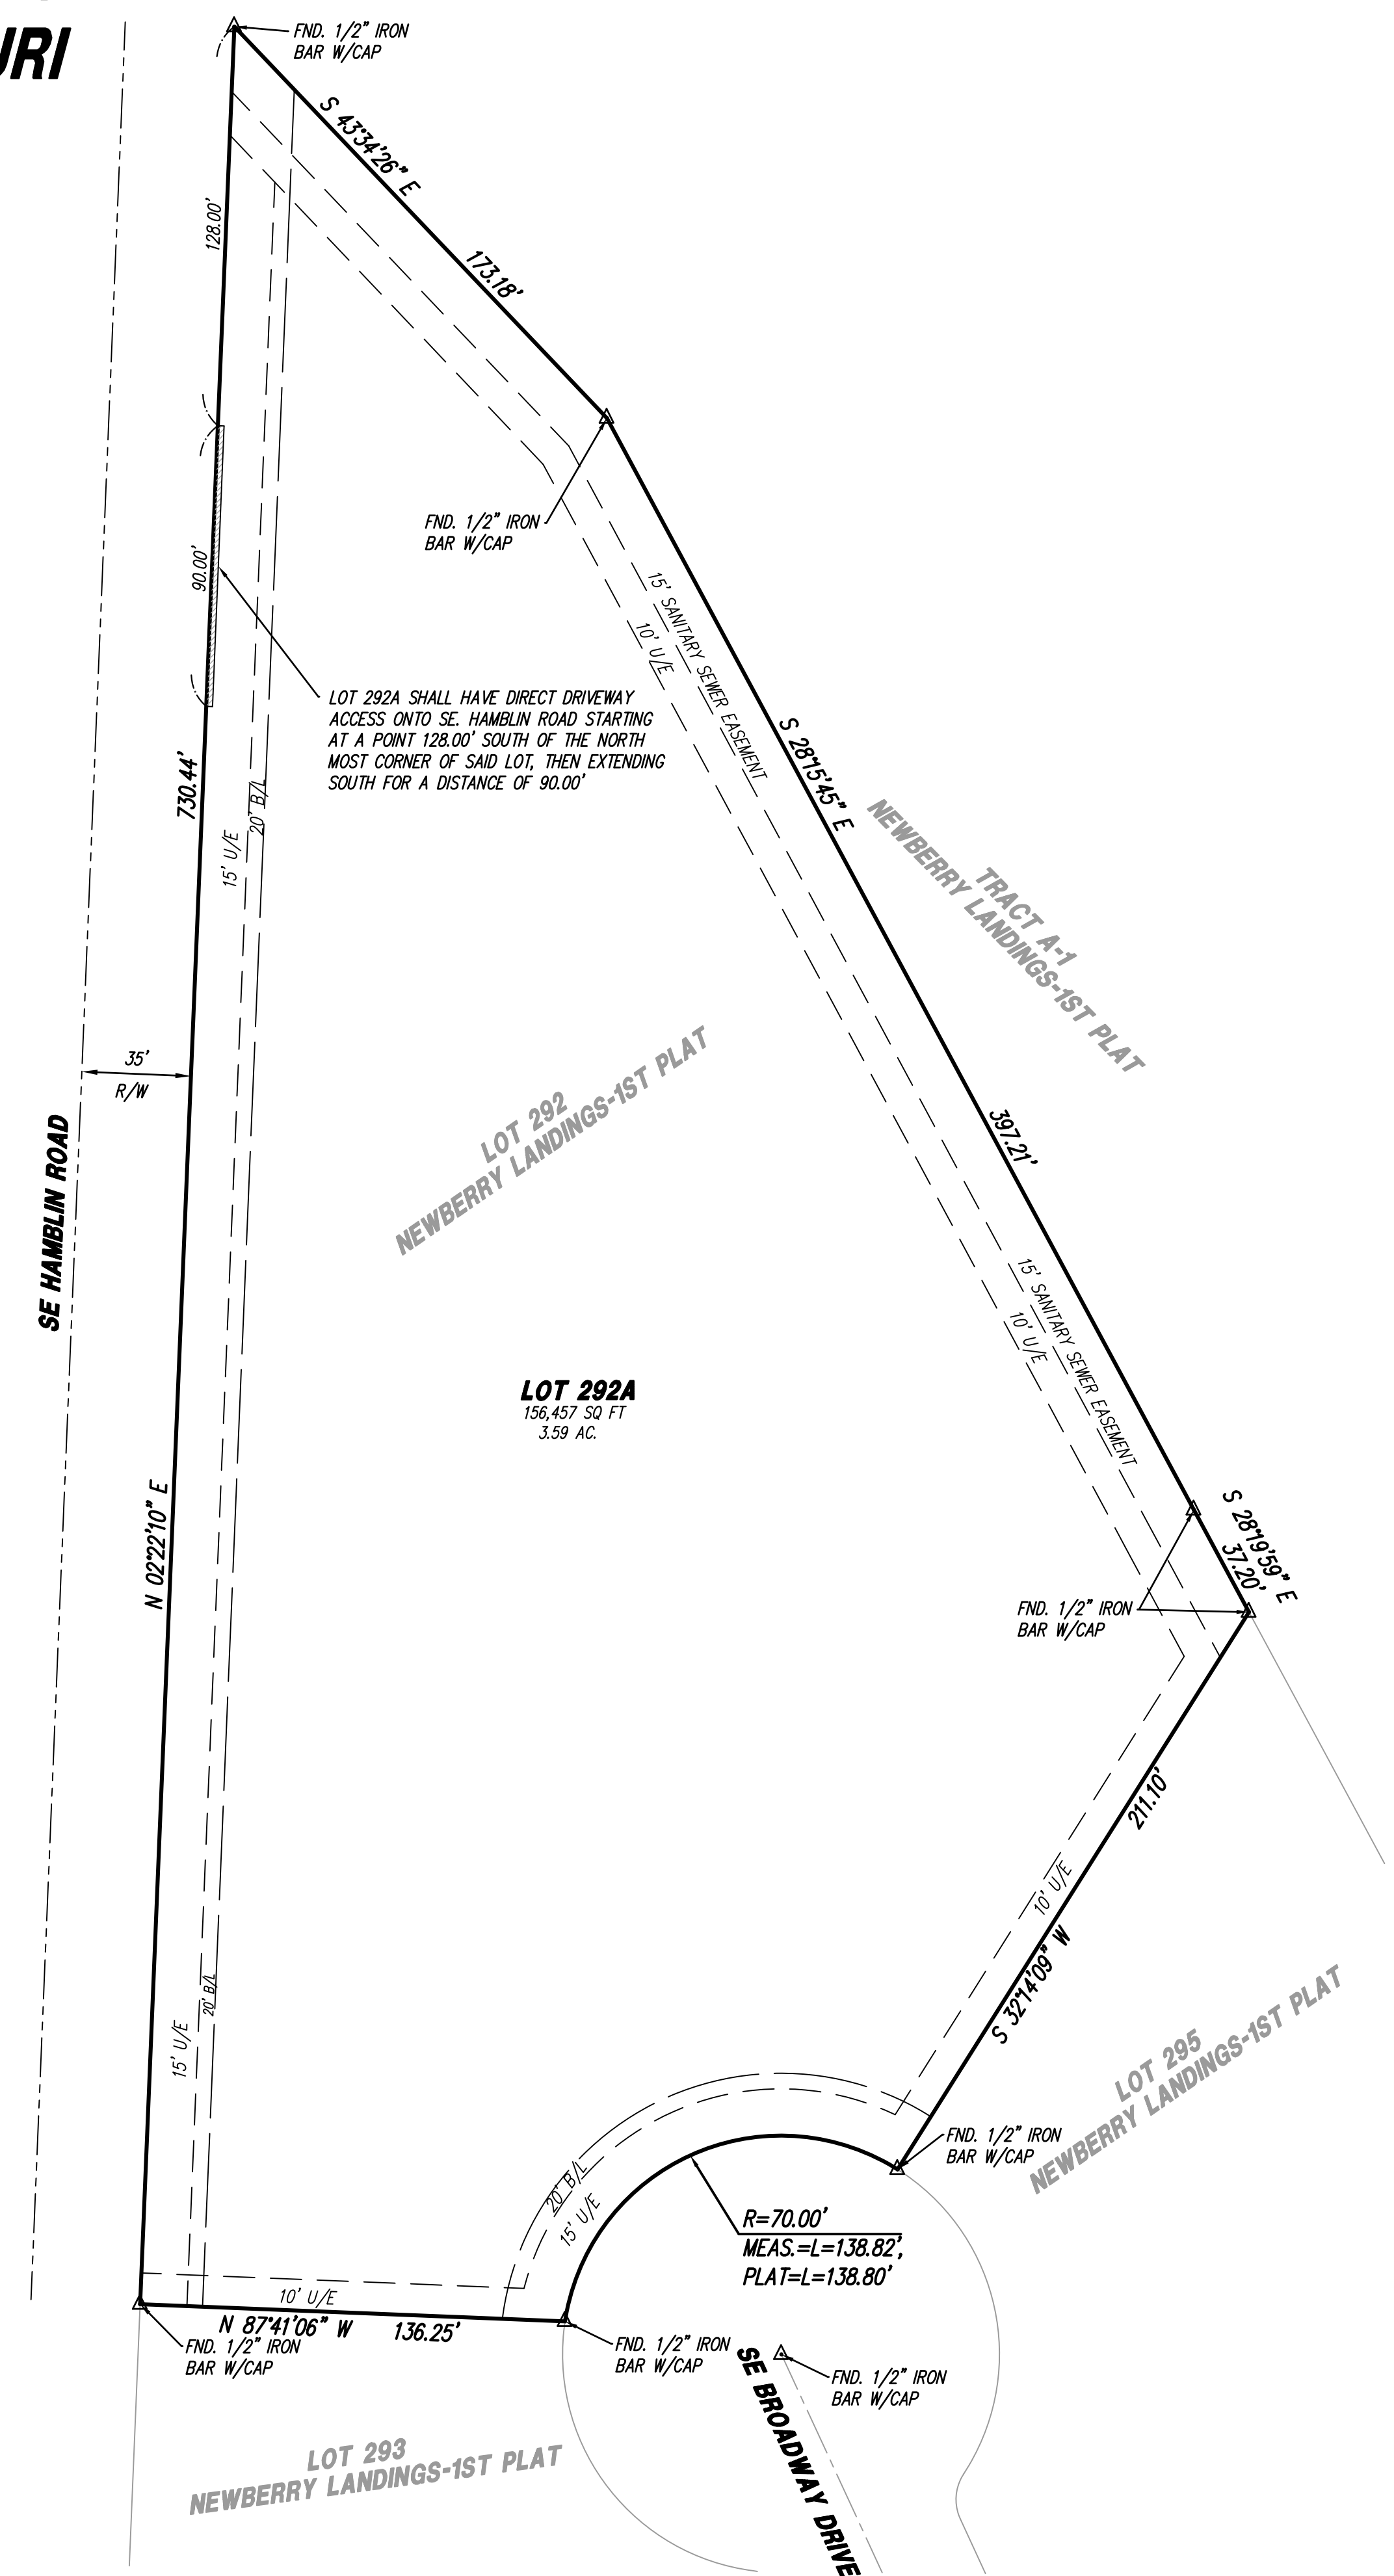 URI
FND. 1/2" IRON
BAR W/CAP
S 43°34'26" E
173.18'
128.00'
FND. 1/2" IRON
BAR W/CAP
90.00'
15' SANITARY SEWER EASEMENT
10' U/E
LOT 292A SHALL HAVE DIRECT DRIVEWAY
ACCESS ONTO SE. HAMBLIN ROAD STARTING
AT A POINT 128.00' SOUTH OF THE NORTH
MOST CORNER OF SAID LOT, THEN EXTENDING
SOUTH FOR A DISTANCE OF 90.00'
730.44'
20' B/L
15' U/E
S 28°15'45" E
TRACT A-1
NEWBERRY LANDINGS-1ST PLAT
35'
R/W
LOT 292
NEWBERRY LANDINGS-1ST PLAT
397.21'
SE HAMBLIN ROAD
15' SANITARY SEWER EASEMENT
10' U/E
LOT 292A
156,457 SQ FT
3.59 AC.
N 02°22'10" E
S 28°19'59" E
37.20'
FND. 1/2" IRON
BAR W/CAP
211.10'
10' U/E
S 32°14'09" W
20' B/L
15' U/E
LOT 295
NEWBERRY LANDINGS-1ST PLAT
FND. 1/2" IRON
BAR W/CAP
20' B/L
15' U/E
R=70.00'
MEAS.=L=138.82',
PLAT=L=138.80'
10' U/E
N 87°41'06" W 136.25'
FND. 1/2" IRON
BAR W/CAP
FND. 1/2" IRON
BAR W/CAP
FND. 1/2" IRON
BAR W/CAP
SE BROADWAY DRIVE
LOT 293
NEWBERRY LANDINGS-1ST PLAT